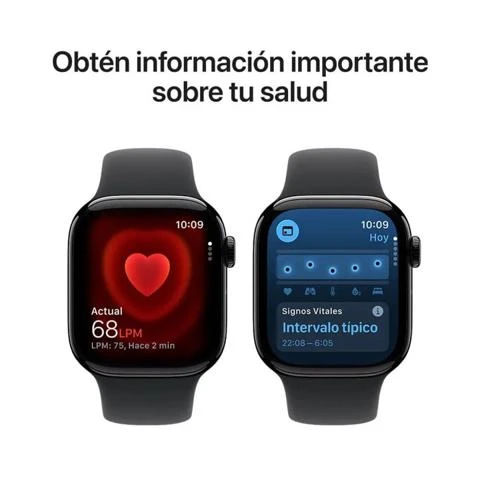 Obtén información importante
sobre tu salud
10:09
Actual
68LPM
LPM: 75, Hace 2 min
10:09
Hoy
Signos Vitales
Intervalo típico
22:08 – 6:05